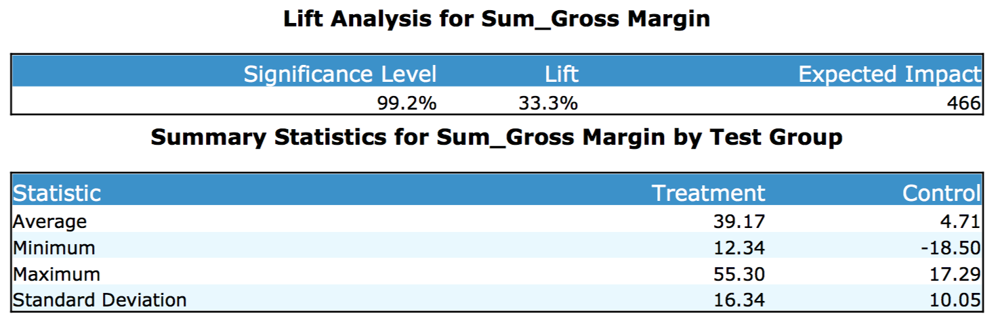 Lift Analysis for Sum_Gross Margin
Significance Level Lift Expected Impact
99.2% 33.3% 466
Summary Statistics for Sum_Gross Margin by Test Group
Statistic Treatment Control
Average 39.17 4.71
Minimum 12.34 -18.50
Maximum 55.30 17.29
Standard Deviation 16.34 10.05